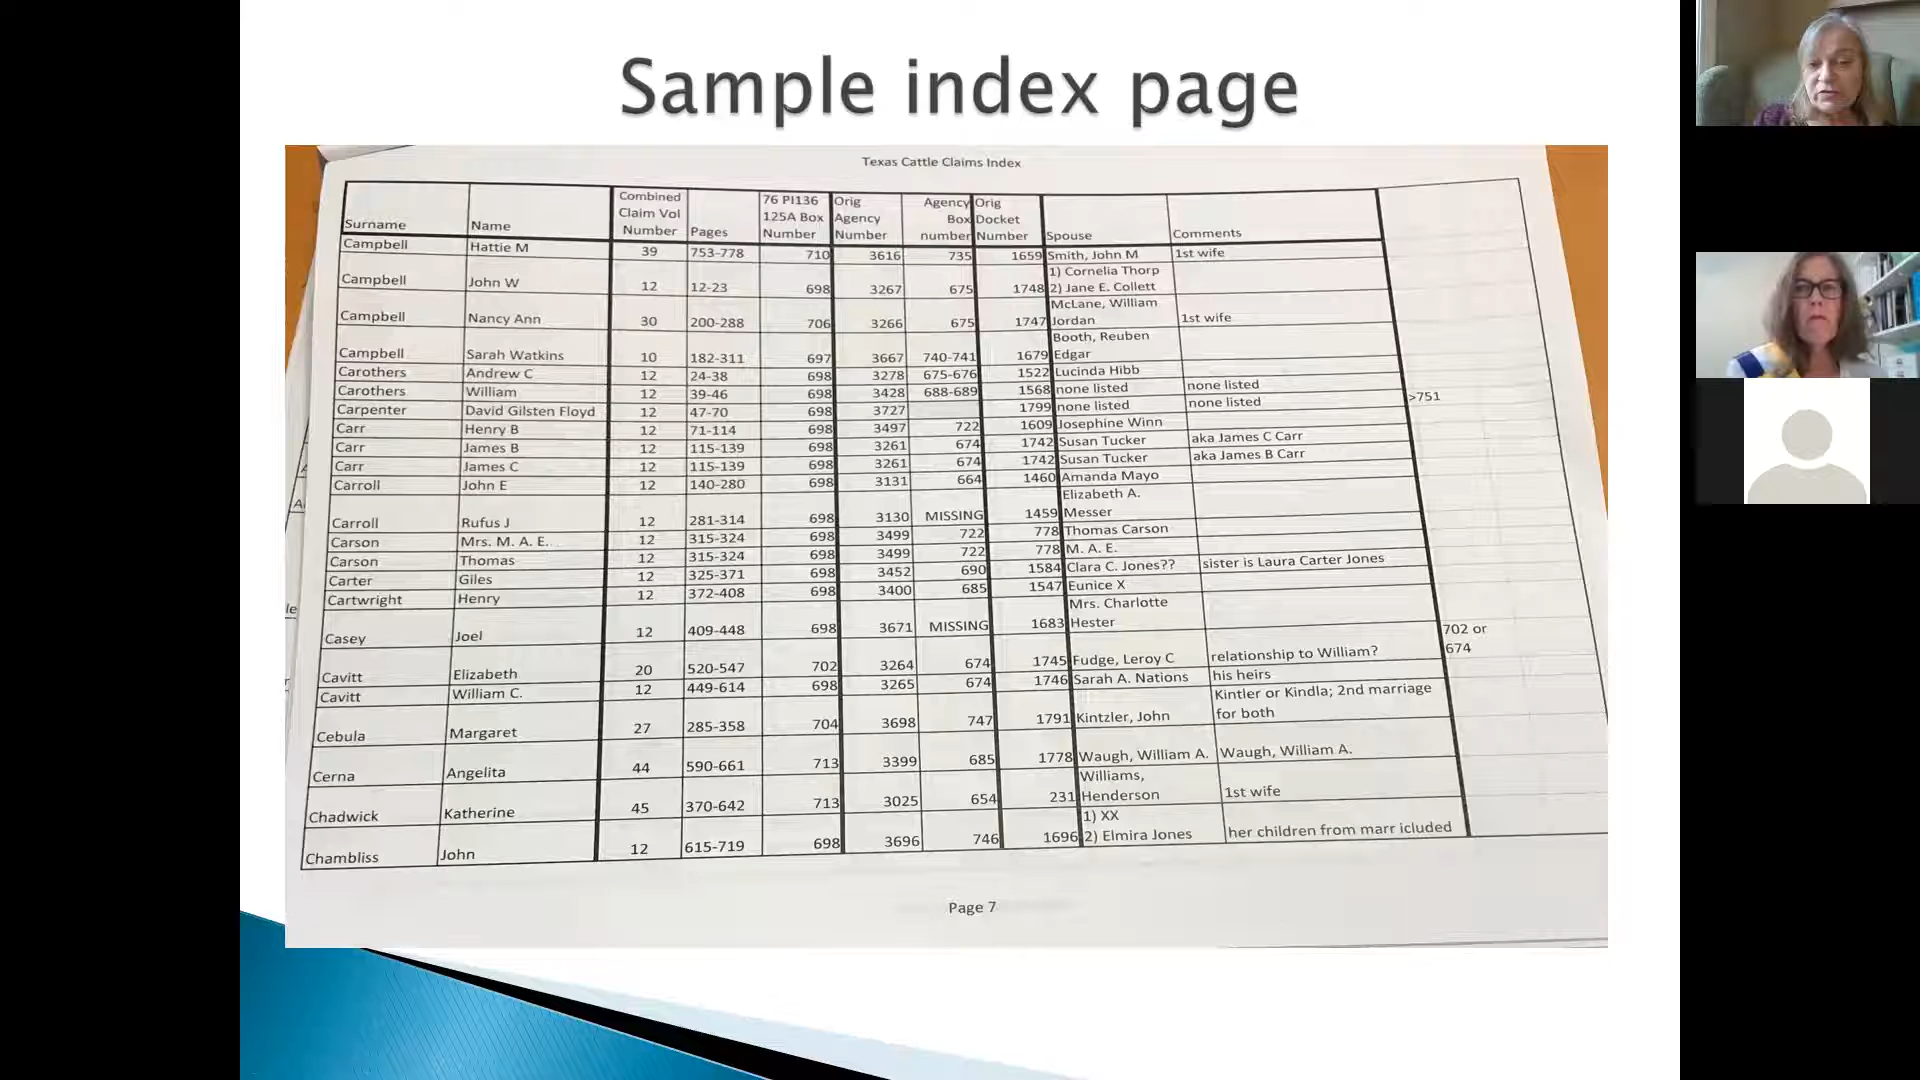 Sample index page
Texas Cattle Claims Index
Surname Name Combined Claim Vol Number Pages 76 PI136 125A Box Number Orig Agency Number Agency Box number Orig Docket Number Spouse Comments
Campbell Hattie M 39 753-778 710 3616 735 1659 Smith, John M 1st wife
Campbell John W 12 12-23 698 3267 675 1748 1) Cornelia Thorp 2) Jane E. Collett
Campbell Nancy Ann 30 200-288 706 3266 675 1747 McLane, William Jordan 1st wife
Campbell Sarah Watkins 10 182-311 697 3667 740-741 1679 Booth, Reuben Edgar
Carothers Andrew C 12 24-38 698 3278 675-676 1522 Lucinda Hibb
Carothers William 12 39-46 698 3428 688-689 1568 none listed none listed
Carpenter David Gilsten Floyd 12 47-70 698 3727 1799 none listed none listed >751
Carr Henry B 12 71-114 698 3497 722 1609 Josephine Winn
Carr James B 12 115-139 698 3261 674 1742 Susan Tucker aka James C Carr
Carr James C 12 115-139 698 3261 674 1742 Susan Tucker aka James B Carr
Carroll John E 12 140-280 698 3131 664 1460 Amanda Mayo
Carroll Rufus J 12 281-314 698 3130 MISSING 1459 Elizabeth A. Messer
Carson Mrs. M. A. E. 12 315-324 698 3499 722 778 Thomas Carson
Carson Thomas 12 315-324 698 3499 722 778 M. A. E.
Carter Giles 12 325-371 698 3452 690 1584 Clara C. Jones?? sister is Laura Carter Jones
Cartwright Henry 12 372-408 698 3400 685 1547 Eunice X
Casey Joel 12 409-448 698 3671 MISSING 1683 Mrs. Charlotte Hester
Cavitt Elizabeth 20 520-547 702 3264 674 1745 Fudge, Leroy C relationship to William? 702 or 674
Cavitt William C. 12 449-614 698 3265 674 1746 Sarah A. Nations his heirs
Cebula Margaret 27 285-358 704 3698 747 1791 Kintzler, John Kintler or Kindla; 2nd marriage for both
Cerna Angelita 44 590-661 713 3399 685 1778 Waugh, William A. Waugh, William A.
Chadwick Katherine 45 370-642 713 3025 654 231 Williams, Henderson 1st wife
Chambliss John 12 615-719 698 3696 746 1696 1) XX 2) Elmira Jones her children from marr icluded
Page 7